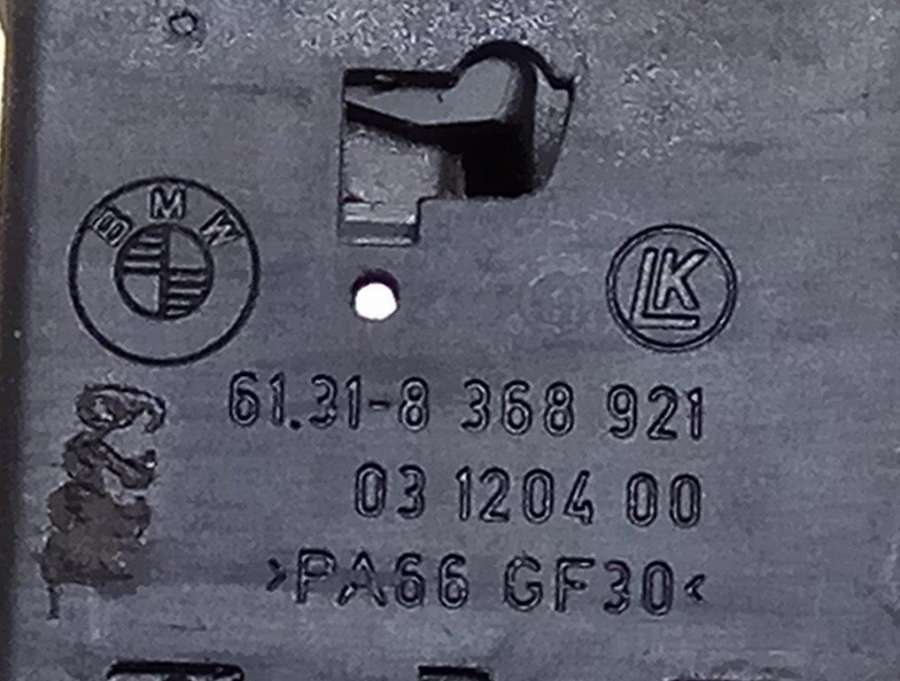 BMW
LK
61.31-8 368 921
03 1204 00
>PA66 GF30<